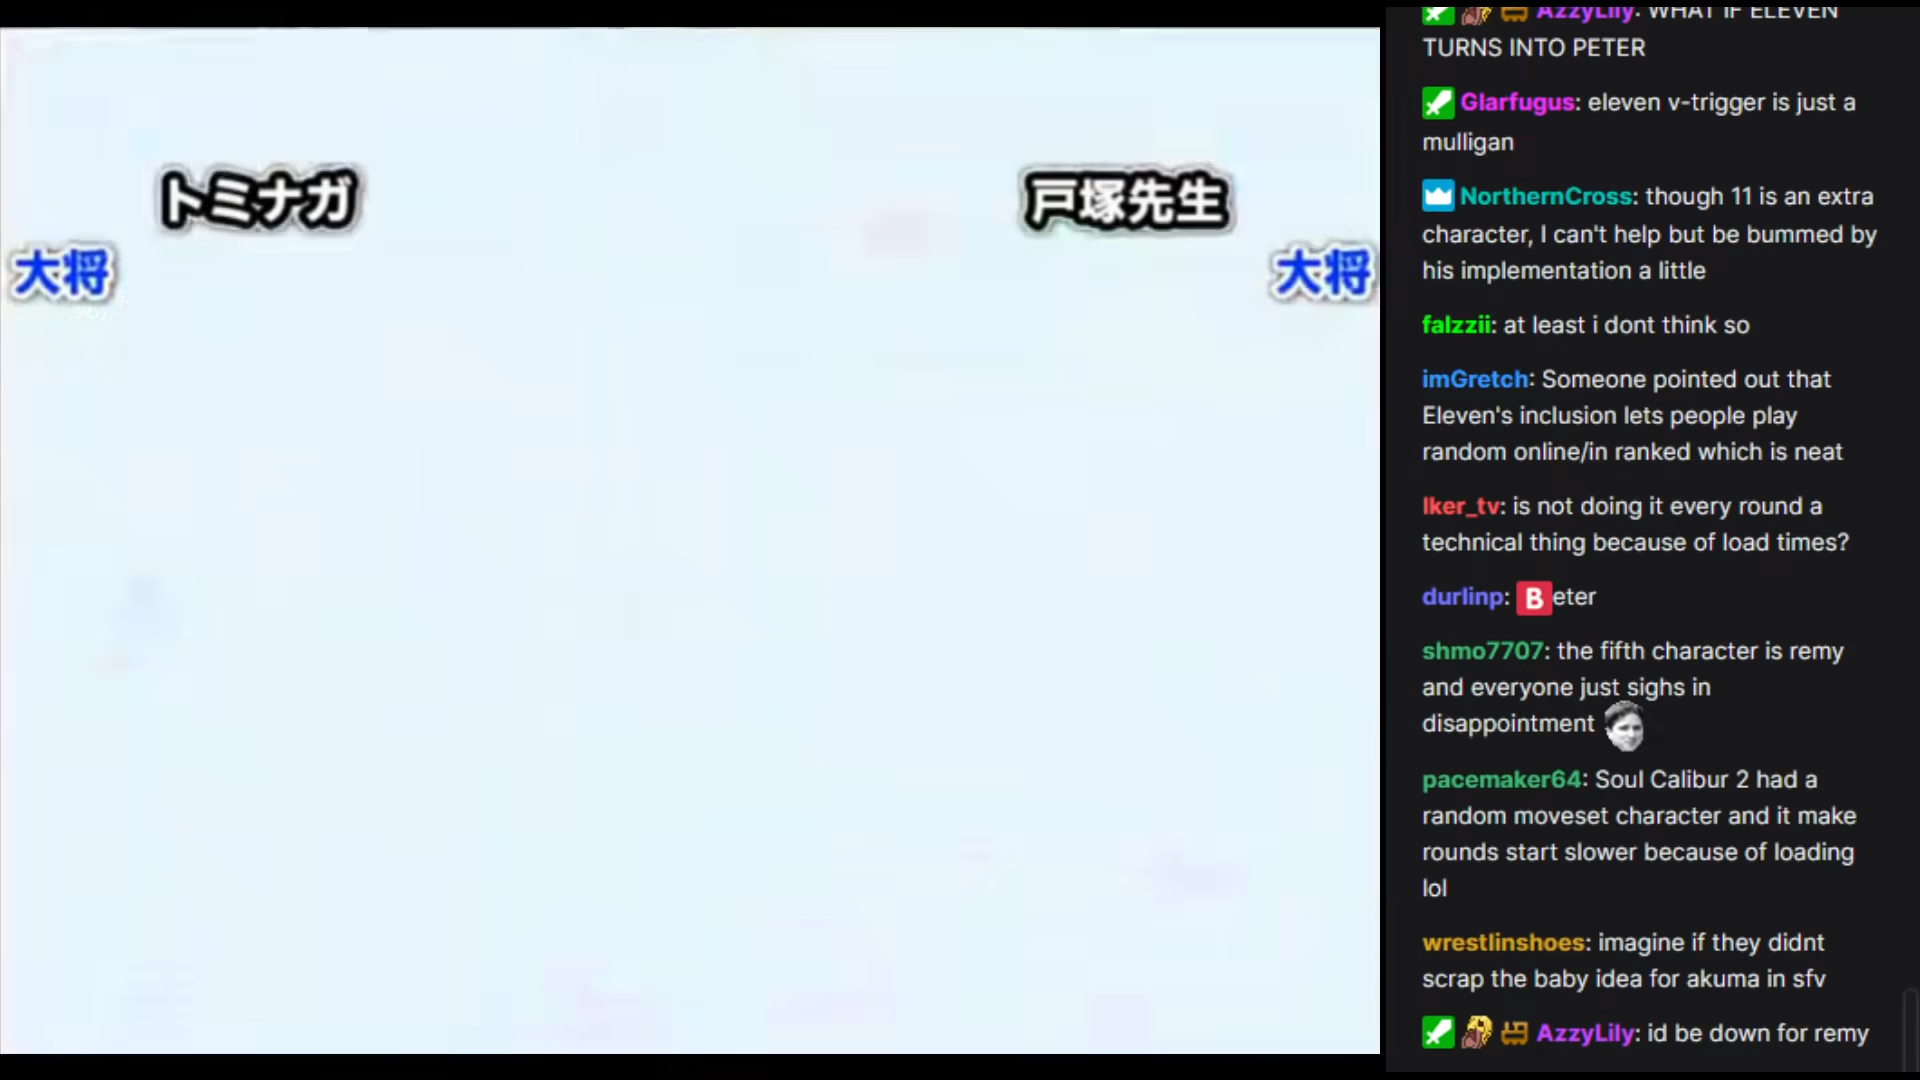 トミナガ
戸塚先生
大将
大将
AzzyLily: WHAT IF ELEVEN
TURNS INTO PETER
Glarfugus: eleven v-trigger is just a
mulligan
NorthernCross: though 11 is an extra
character, I can't help but be bummed by
his implementation a little
falzzii: at least i dont think so
imGretch: Someone pointed out that
Eleven's inclusion lets people play
random online/in ranked which is neat
Iker_tv: is not doing it every round a
technical thing because of load times?
durlinp: Beter
shmo7707: the fifth character is remy
and everyone just sighs in
disappointment
pacemaker64: Soul Calibur 2 had a
random moveset character and it make
rounds start slower because of loading
lol
wrestlinshoes: imagine if they didnt
scrap the baby idea for akuma in sfv
AzzyLily: id be down for remy